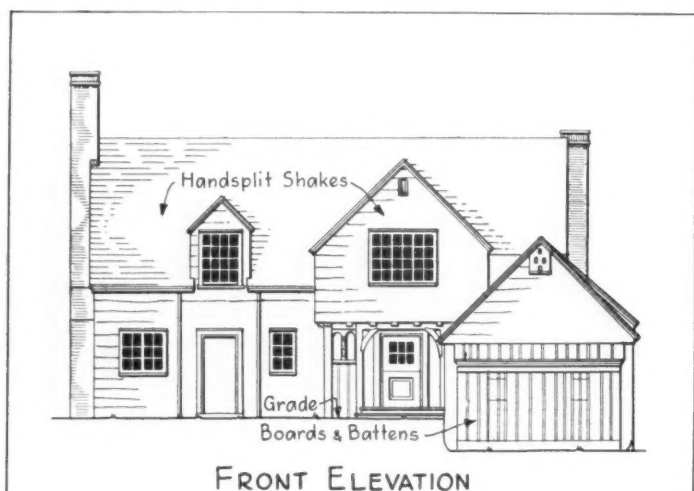 Handsplit Shakes
Grade
Boards & Battens
FRONT ELEVATION